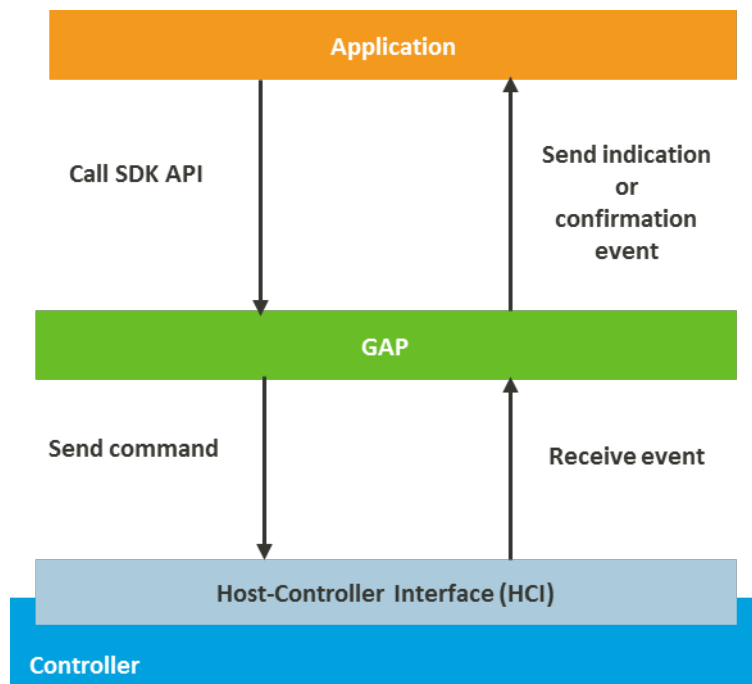 Application
Call SDK API
Send indication
or
confirmation
event
GAP
Send command
Receive event
Host-Controller Interface (HCI)
Controller